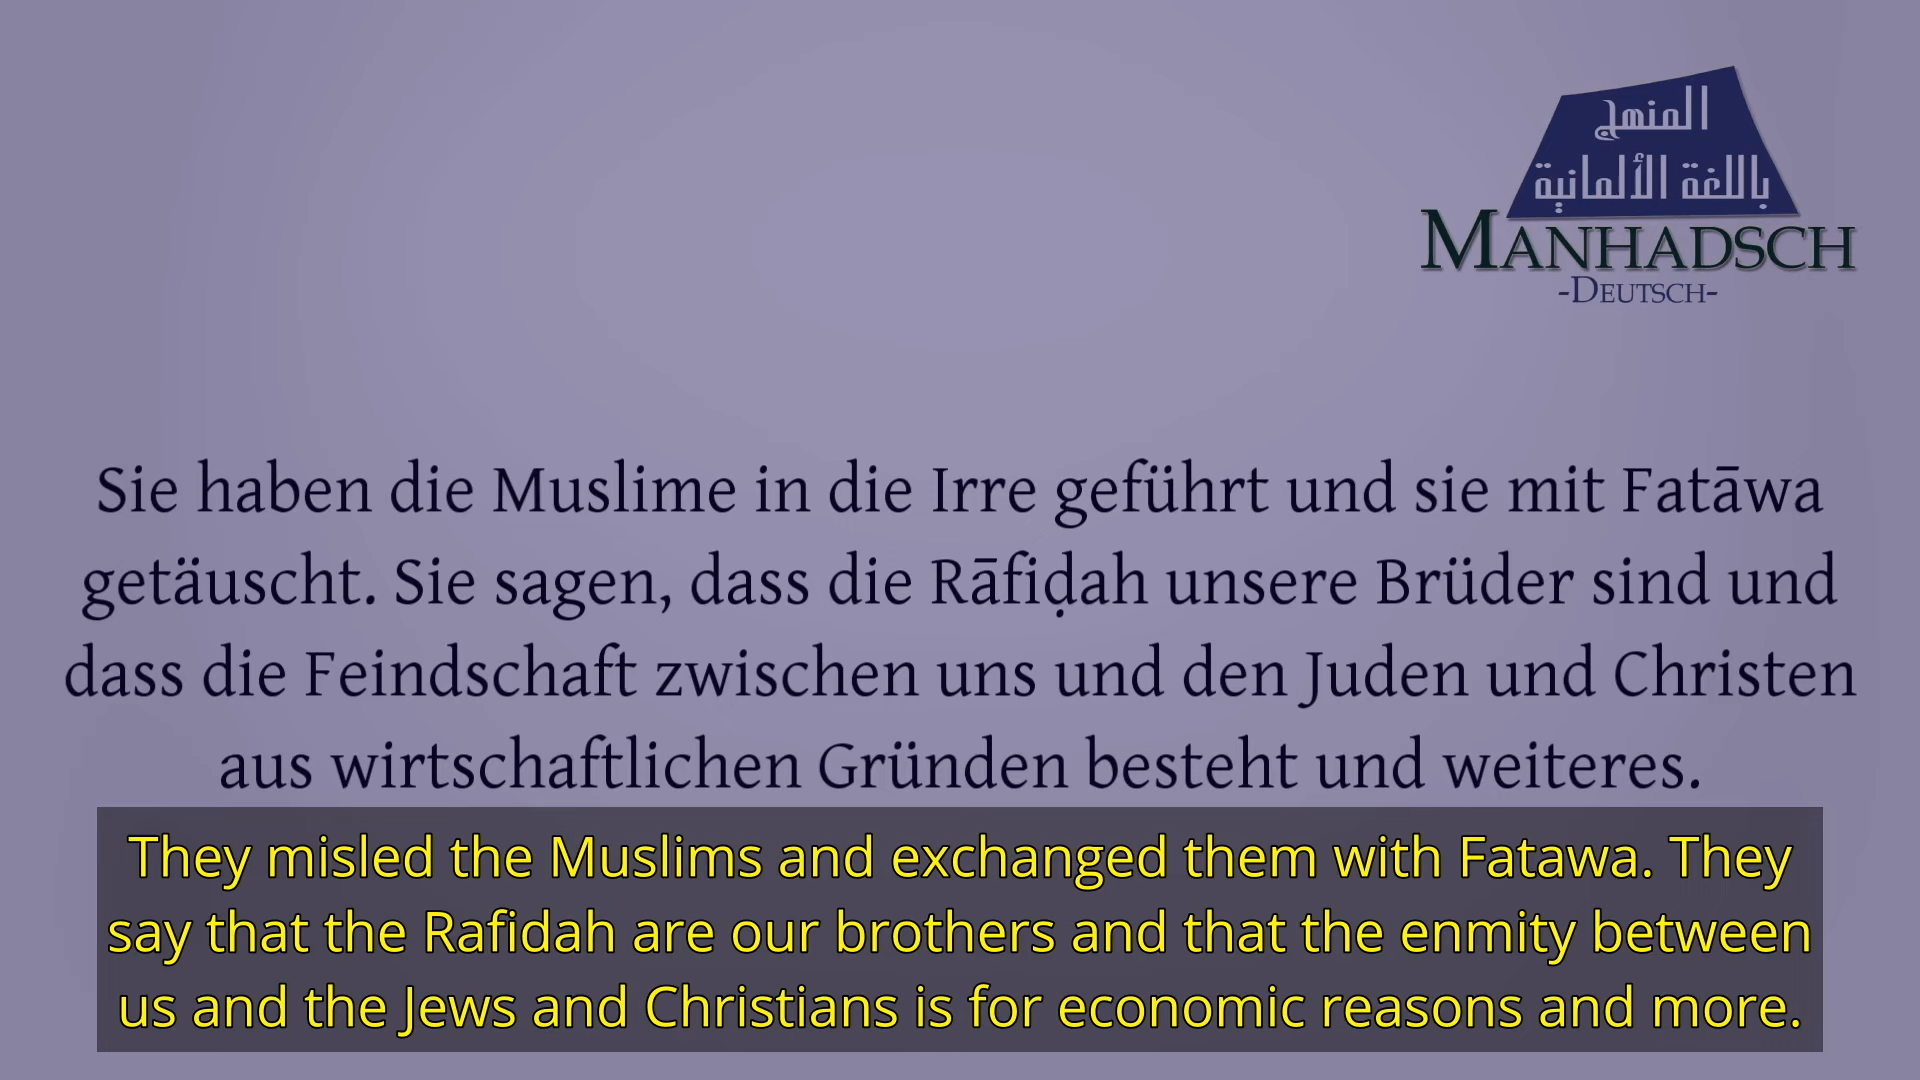 المنهج
باللغة الألمانية
MANHADSCH
-DEUTSCH-
Sie haben die Muslime in die Irre geführt und sie mit Fatāwa
getäuscht. Sie sagen, dass die Rāfiḍah unsere Brüder sind und
dass die Feindschaft zwischen uns und den Juden und Christen
aus wirtschaftlichen Gründen besteht und weiteres.
They misled the Muslims and exchanged them with Fatawa. They
say that the Rafidah are our brothers and that the enmity between
us and the Jews and Christians is for economic reasons and more.